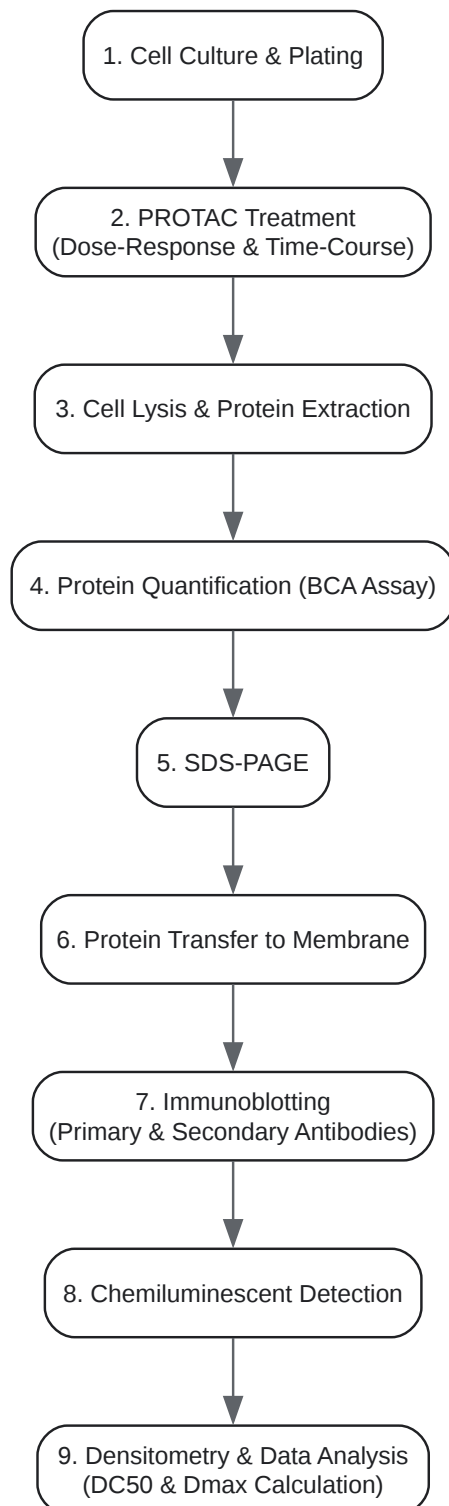 1. Cell Culture & Plating
2. PROTAC Treatment
(Dose-Response & Time-Course)
3. Cell Lysis & Protein Extraction
4. Protein Quantification (BCA Assay)
5. SDS-PAGE
6. Protein Transfer to Membrane
7. Immunoblotting
(Primary & Secondary Antibodies)
8. Chemiluminescent Detection
9. Densitometry & Data Analysis
(DC50 & Dmax Calculation)